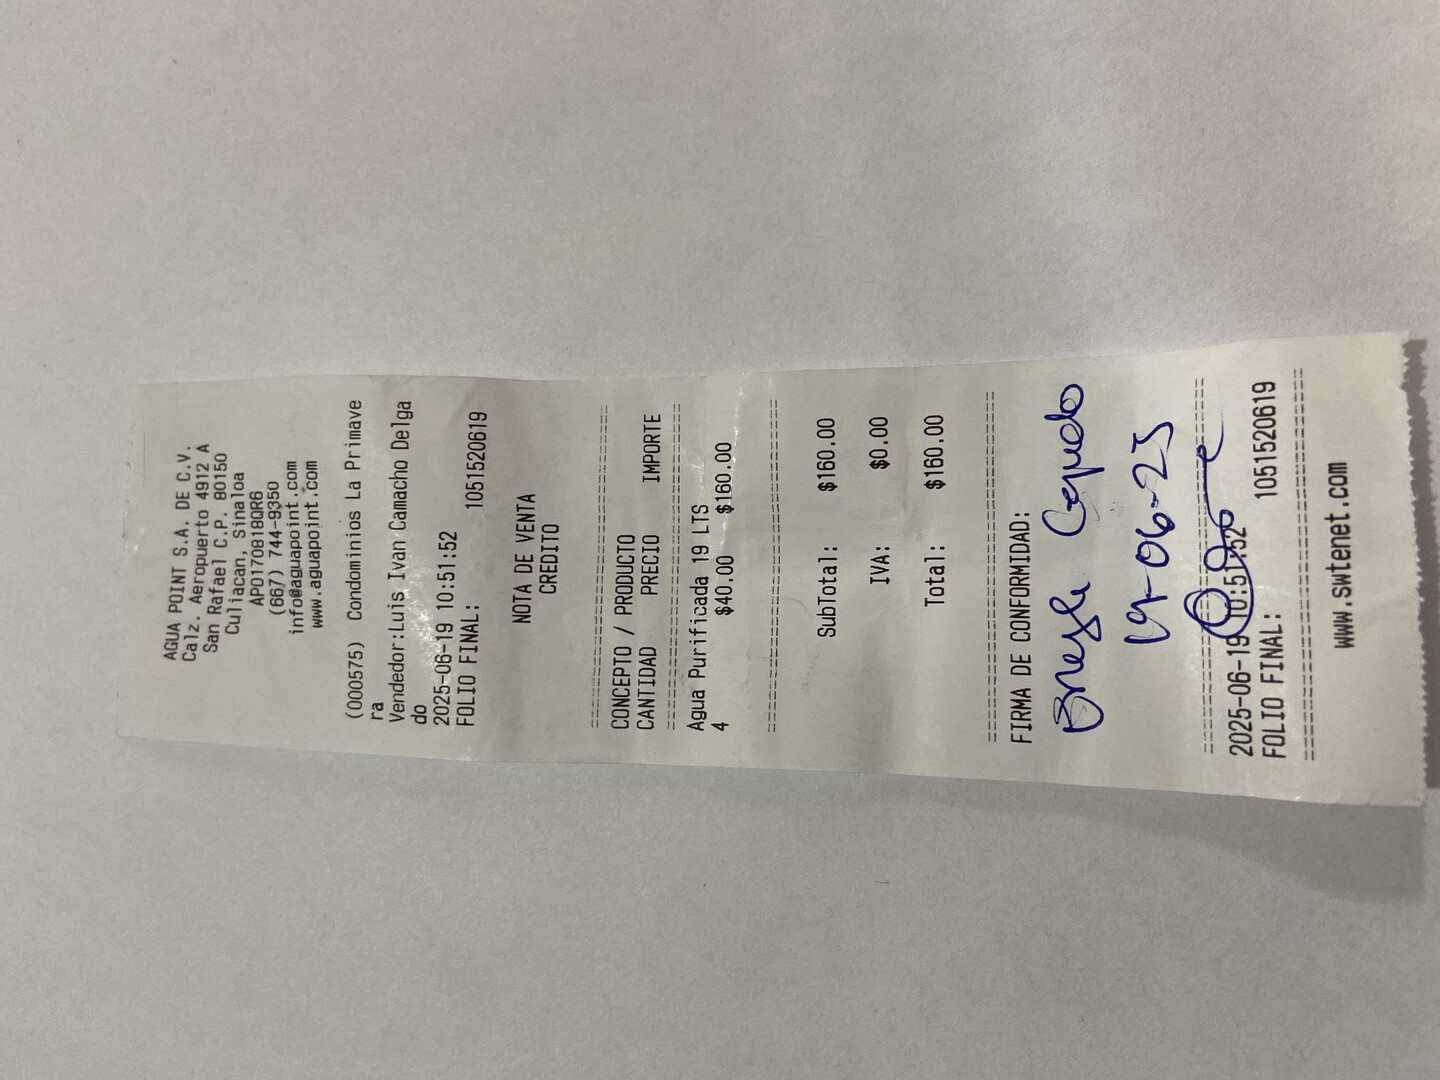 AGUA POINT S.A. DE C.V.
Calz. Aeropuerto 4912 A
San Rafael C.P. 80150
Culiacan, Sinaloa
APO170818QR6
(667) 744-9350
info@aguapoint.com
www.aguapoint.com
(000575) Condominios La Primave
ra
Vendedor:Luis Ivan Camacho Delga
do
2025-06-19 10:51:52
FOLIO FINAL: 1051520619
NOTA DE VENTA
CREDITO
CONCEPTO / PRODUCTO
CANTIDAD PRECIO IMPORTE
Agua Purificada 19 LTS
4 $40.00 $160.00
SubTotal: $160.00
IVA: $0.00
Total: $160.00
FIRMA DE CONFORMIDAD:
19-06-25
2025-06-19 10:51:52
FOLIO FINAL: 1051520619
www.swtenet.com